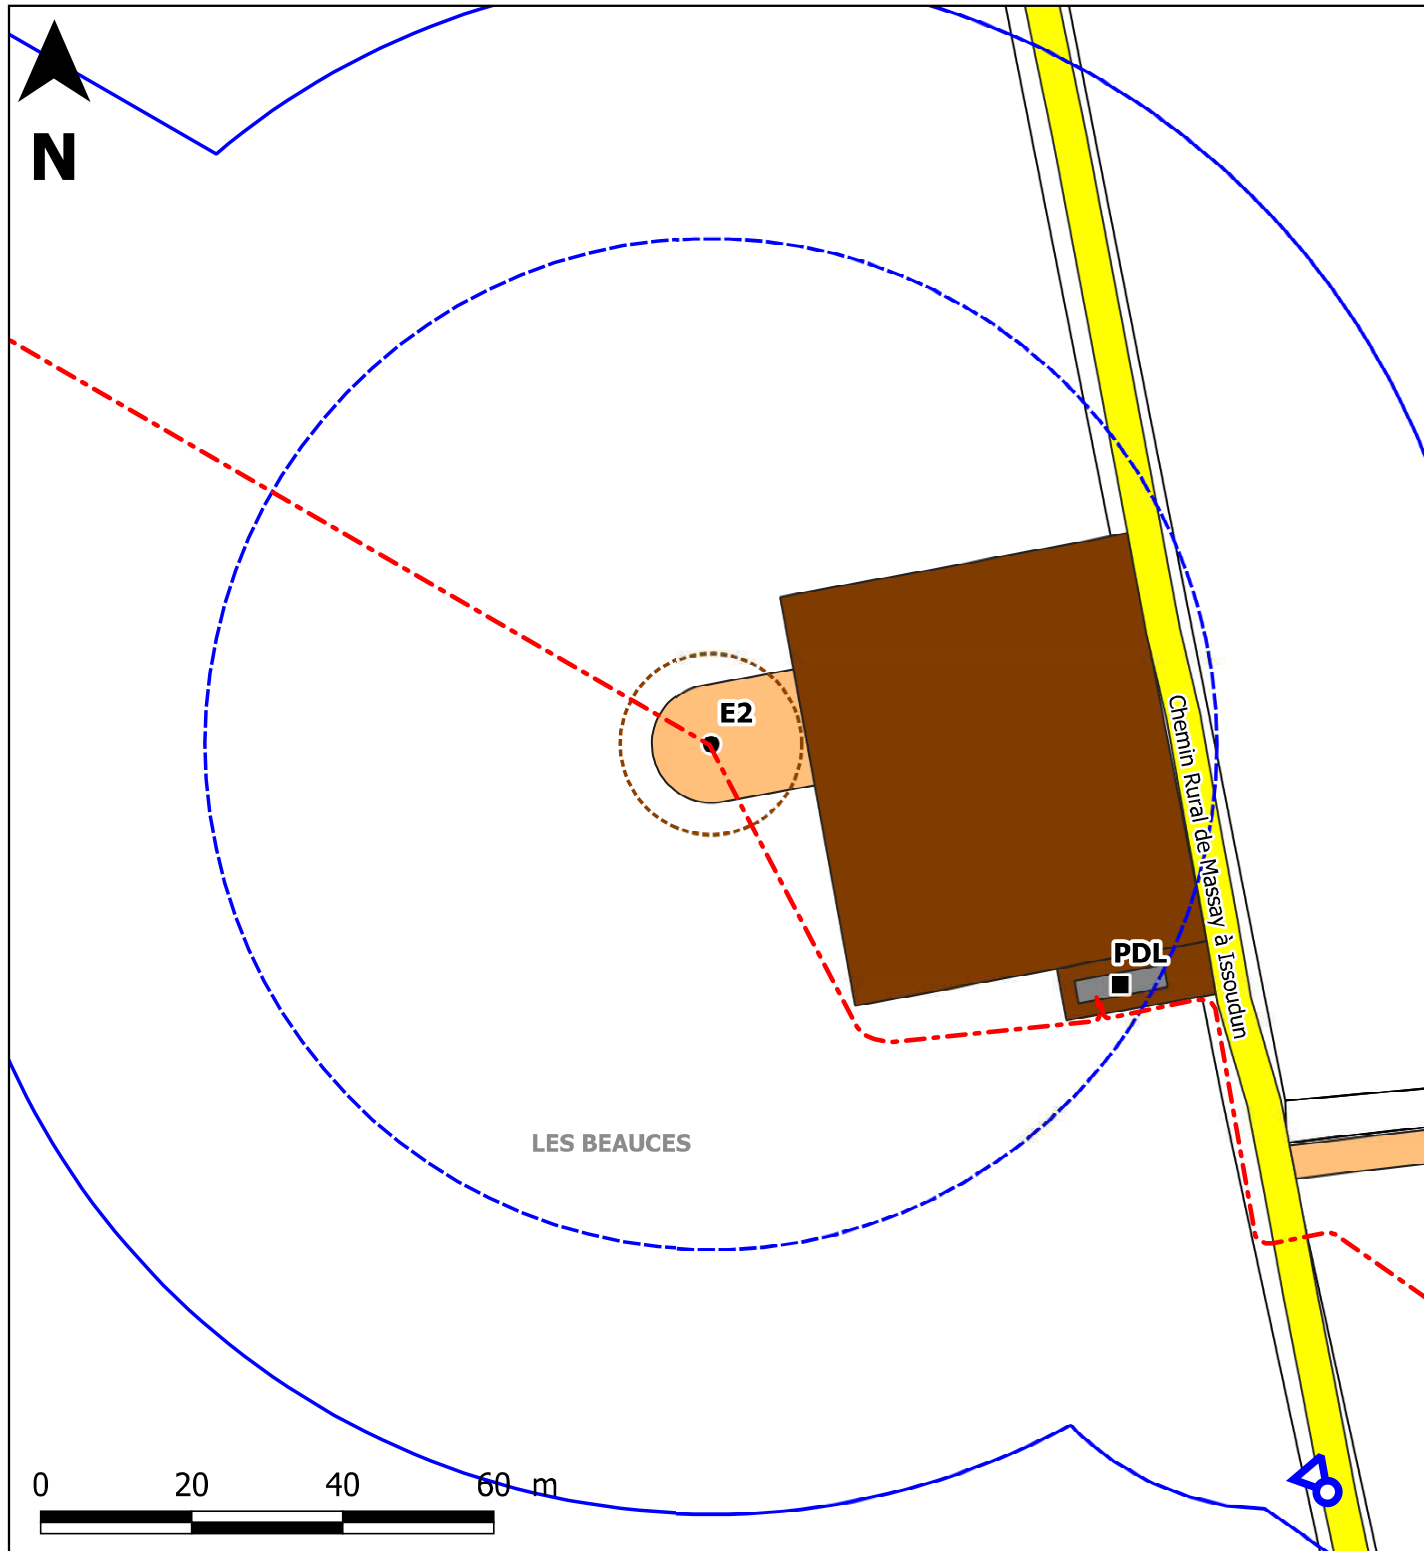 N
E2
Chemin Rural de Massay à Issoudun
PDL
LES BEAUCES
0 20 40 60 m